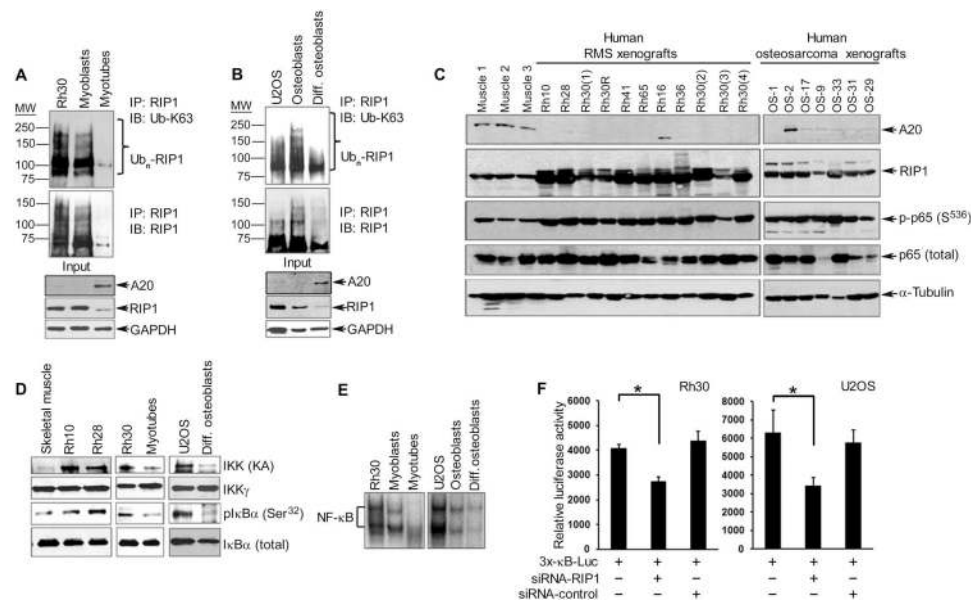 A
Rh30
Myoblasts
Myotubes
MW
250
150
100
75
IP: RIP1
IB: Ub-K63
Ubn-RIP1
150
100
75
IP: RIP1
IB: RIP1
Input
A20
RIP1
GAPDH
B
U2OS
Osteoblasts
Diff. osteoblasts
MW
250
150
100
75
IP: RIP1
IB: Ub-K63
Ubn-RIP1
150
100
75
IP: RIP1
IB: RIP1
Input
A20
RIP1
GAPDH
C
Human
RMS xenografts
Human
osteosarcoma xenografts
Muscle 1
Muscle 2
Muscle 3
Rh10
Rh28
Rh30(1)
Rh30R
Rh41
Rh65
Rh16
Rh36
Rh30(2)
Rh30(3)
Rh30(4)
OS-1
OS-2
OS-17
OS-9
OS-33
OS-31
OS-29
A20
RIP1
p-p65 (S536)
p65 (total)
α-Tubulin
D
Skeletal muscle
Rh10
Rh28
Rh30
Myotubes
U2OS
Diff. osteoblasts
IKK (KA)
IKKγ
pIκBα (Ser32)
IκBα (total)
E
Rh30
Myoblasts
Myotubes
U2OS
Osteoblasts
Diff.osteoblasts
NF-κB
F
Relative luciferase activity
Rh30
*
6000
5000
4000
3000
2000
1000
0
U2OS
*
8000
7000
6000
5000
4000
3000
2000
1000
0
3x-κB-Luc + + + + + +
siRNA-RIP1 – + – – + –
siRNA-control – – + – – +